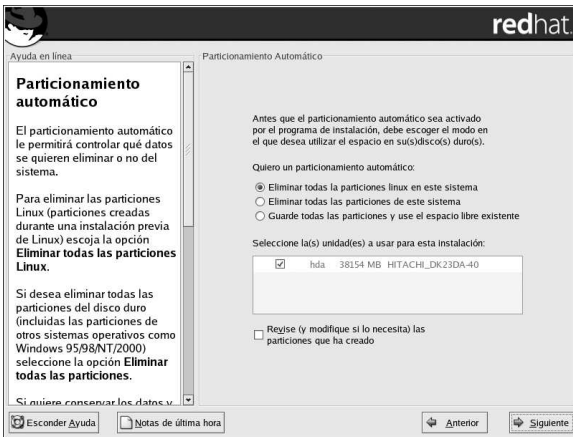 redhat.
Ayuda en línea
Particionamiento
automático
El particionamiento automático
le permitirá controlar qué datos
se quieren eliminar o no del
sistema.
Para eliminar las particiones
Linux (particiones creadas
durante una instalación previa
de Linux) escoja la opción
Eliminar todas las particiones
Linux.
Si desea eliminar todas las
particiones del disco duro
(incluidas las particiones de
otros sistemas operativos como
Windows 95/98/NT/2000)
seleccione la opción Eliminar
todas las particiones.
Si quiere conservar los datos y
Particionamiento Automático
Antes que el particionamiento automático sea activado
por el programa de instalación, debe escoger el modo en
el que desea utilizar el espacio en su(s)disco(s) duro(s).
Quiero un particionamiento automático:
Eliminar todas la particiones linux en este sistema
Eliminar todas las particiones de este sistema
Guarde todas las particiones y use el espacio libre existente
Seleccione la(s) unidad(es) a usar para esta instalación:
hda 38154 MB HITACHI_DK23DA-40
Revise (y modifique si lo necesita) las
particiones que ha creado
Esconder Ayuda
Notas de última hora
Anterior
Siguiente